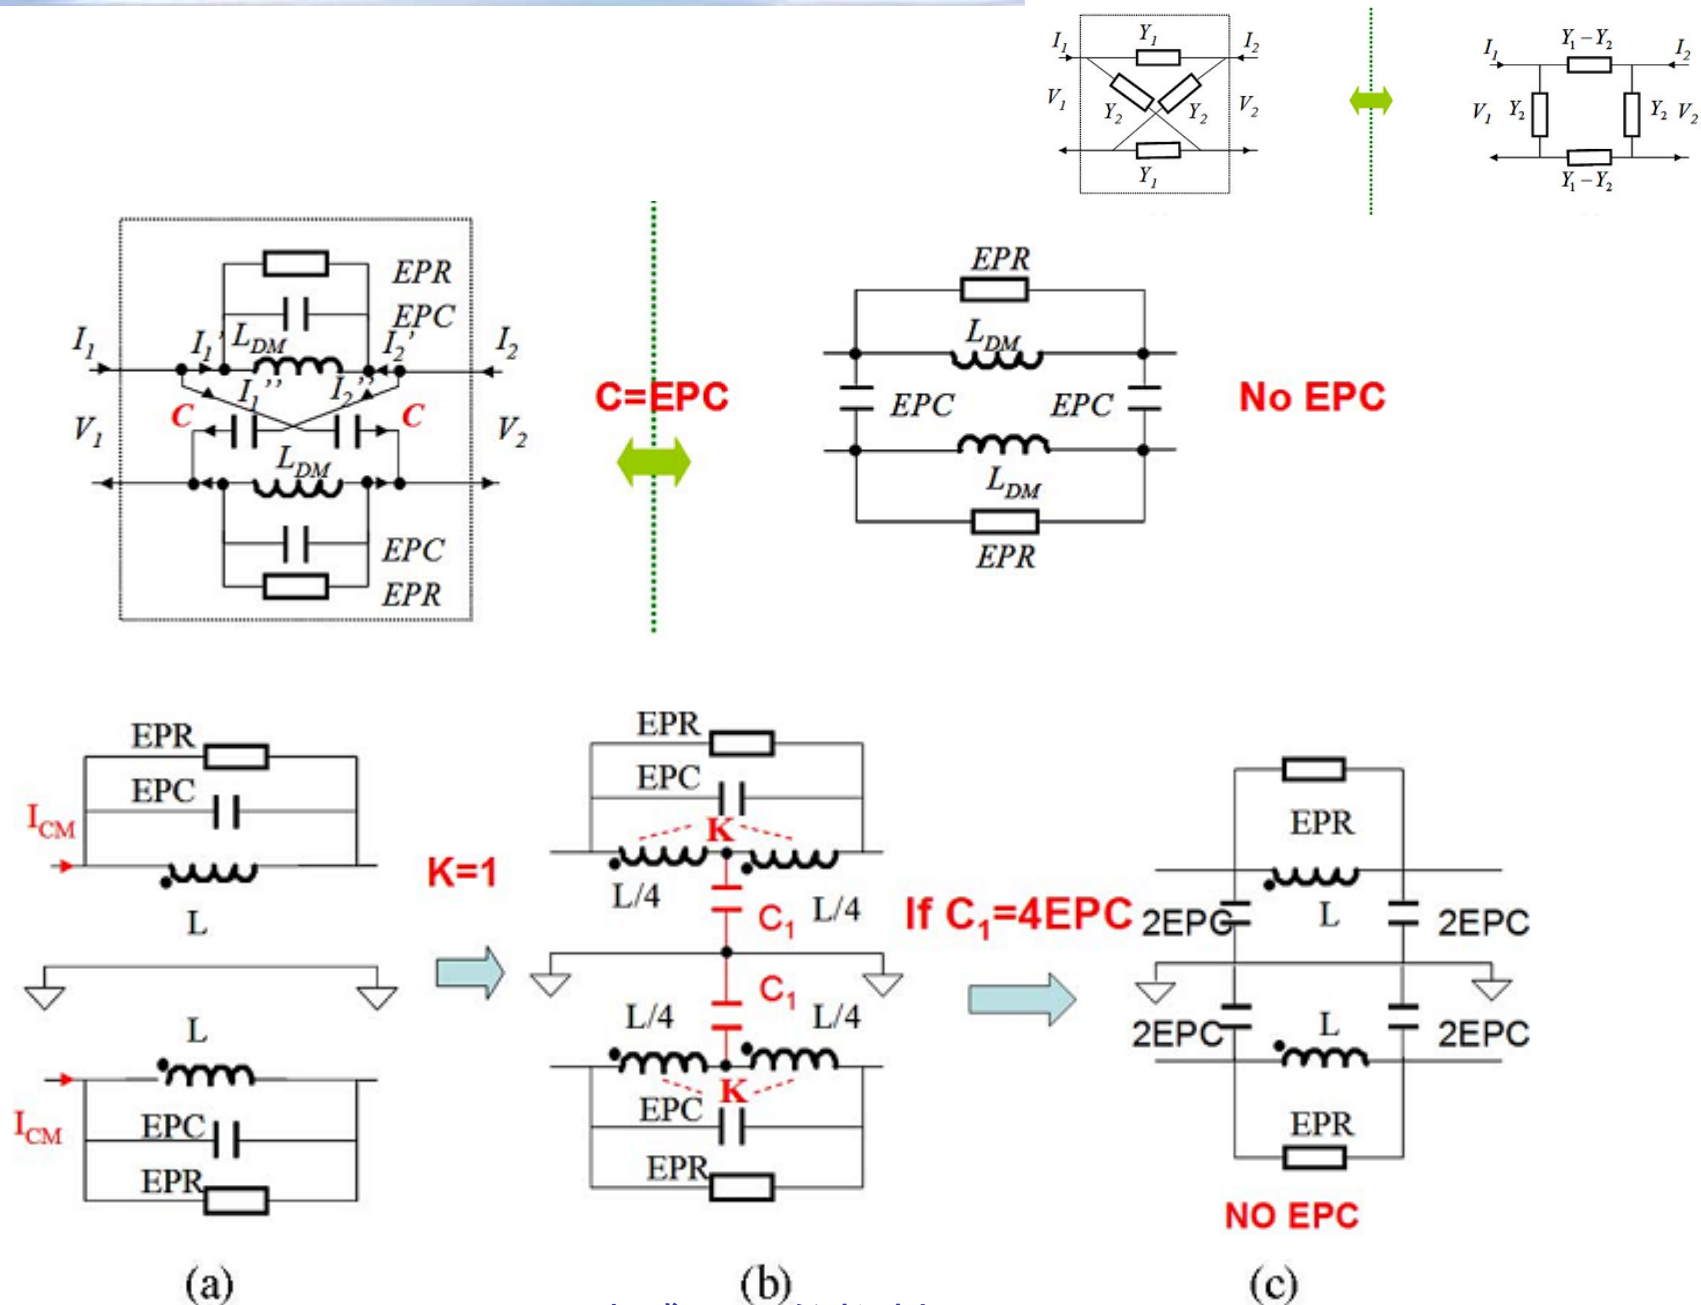 I1 Y1 I2
V1 Y2 Y2 V2
Y1
I1 Y1 – Y2 I2
V1 Y2 Y2 V2
Y1 – Y2
EPR
EPC
I1 I1' LDM I2' I2
I1'' I2''
C C
V1 V2
LDM
EPC
EPR
C=EPC
EPR
LDM
EPC EPC
LDM
EPR
No EPC
EPR
EPC
ICM
L
L
ICM
EPC
EPR
(a)
K=1
EPR
EPC
K
L/4 L/4
C1
C1
L/4 L/4
K
EPC
EPR
(b)
If C1=4EPC
EPR
2EPC L 2EPC
2EPC L 2EPC
EPR
NO EPC
(c)